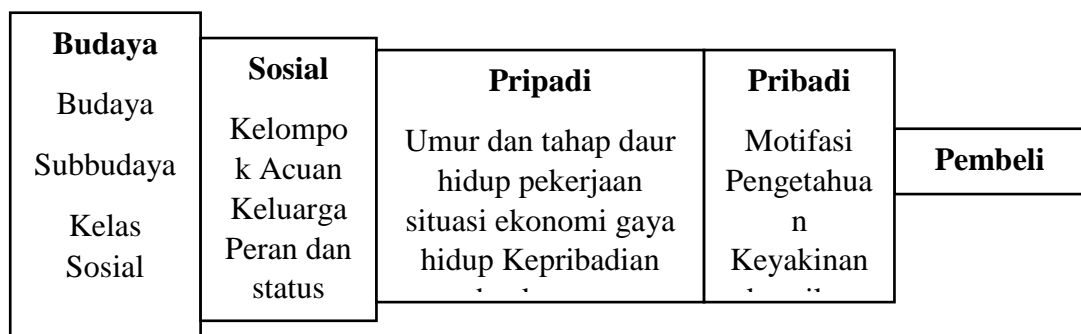 Budaya
Budaya
Subbudaya
Kelas
Sosial
Sosial
Kelompo
k Acuan
Keluarga
Peran dan
status
Pripadi
Umur dan tahap daur
hidup pekerjaan
situasi ekonomi gaya
hidup Kepribadian
Pribadi
Motifasi
Pengetahua
n
Keyakinan
Pembeli